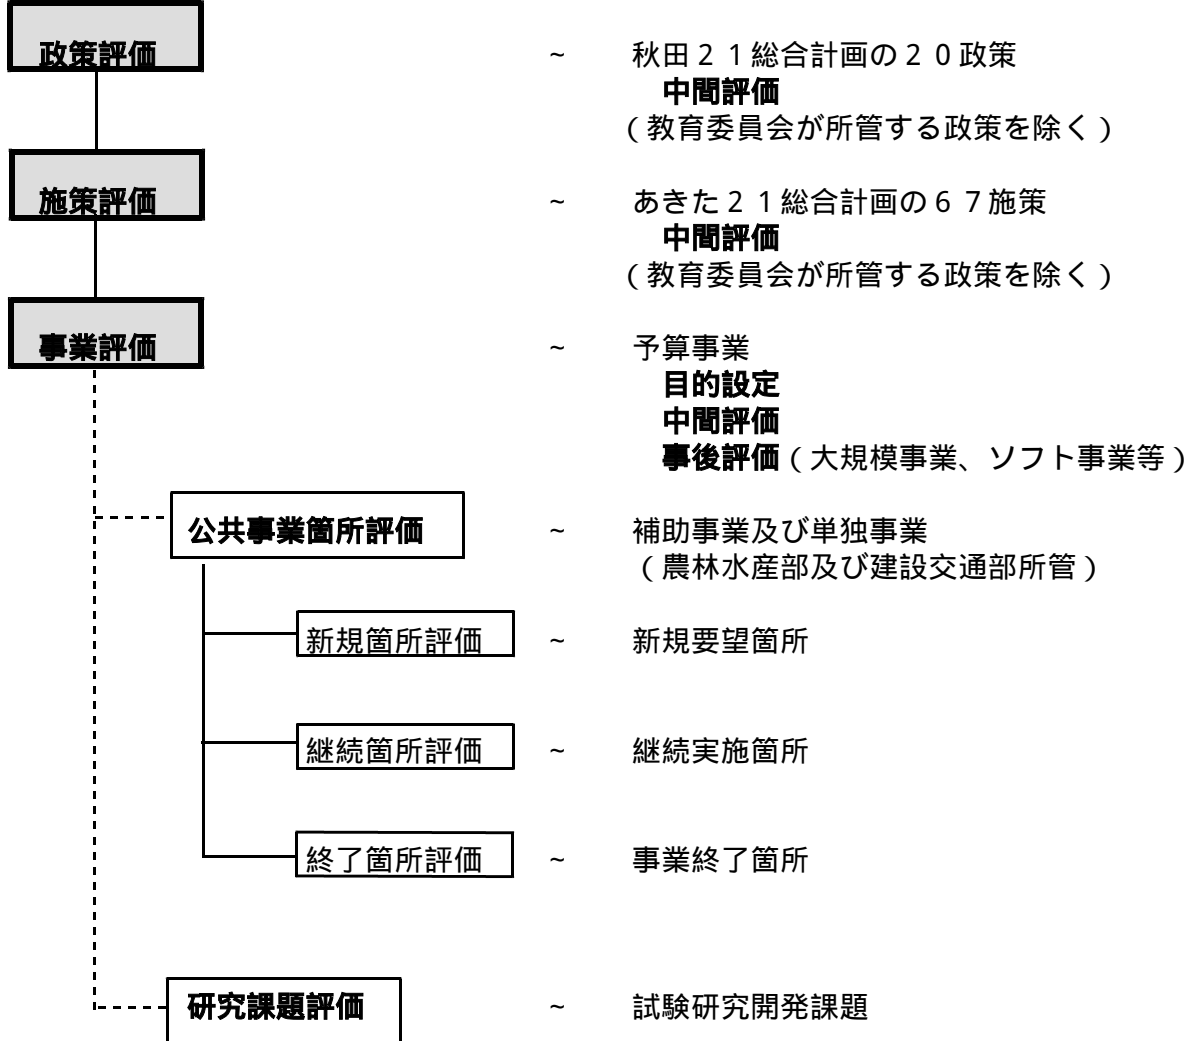 政策評価 ~ 秋田２１総合計画の２０政策
中間評価
（教育委員会が所管する政策を除く）
施策評価 ~ あきた２１総合計画の６７施策
中間評価
（教育委員会が所管する政策を除く）
事業評価 ~ 予算事業
目的設定
中間評価
事後評価（大規模事業、ソフト事業等）
公共事業箇所評価 ~ 補助事業及び単独事業
（農林水産部及び建設交通部所管）
新規箇所評価 ~ 新規要望箇所
継続箇所評価 ~ 継続実施箇所
終了箇所評価 ~ 事業終了箇所
研究課題評価 ~ 試験研究開発課題